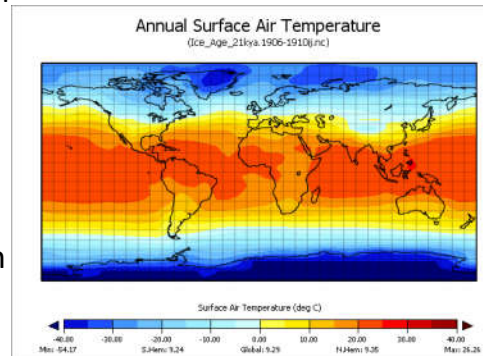 Annual Surface Air Temperature
(Ice_Age_21kya.1906-1910ij.nc)
n
Surface Air Temperature (deg C)
-40.00 -30.00 -20.00 -10.00 0.00 10.00 20.00 30.00 40.00
Min: -54.17 S.Hem: 9.24 Global: 9.29 N.Hem: 9.35 Max: 26.26